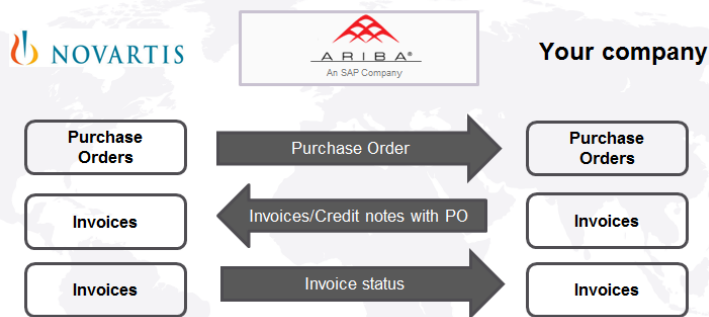 NOVARTIS
ARIBA®
An SAP Company
Your company
Purchase
Orders
Purchase Order
Purchase
Orders
Invoices
Invoices/Credit notes with PO
Invoices
Invoices
Invoice status
Invoices